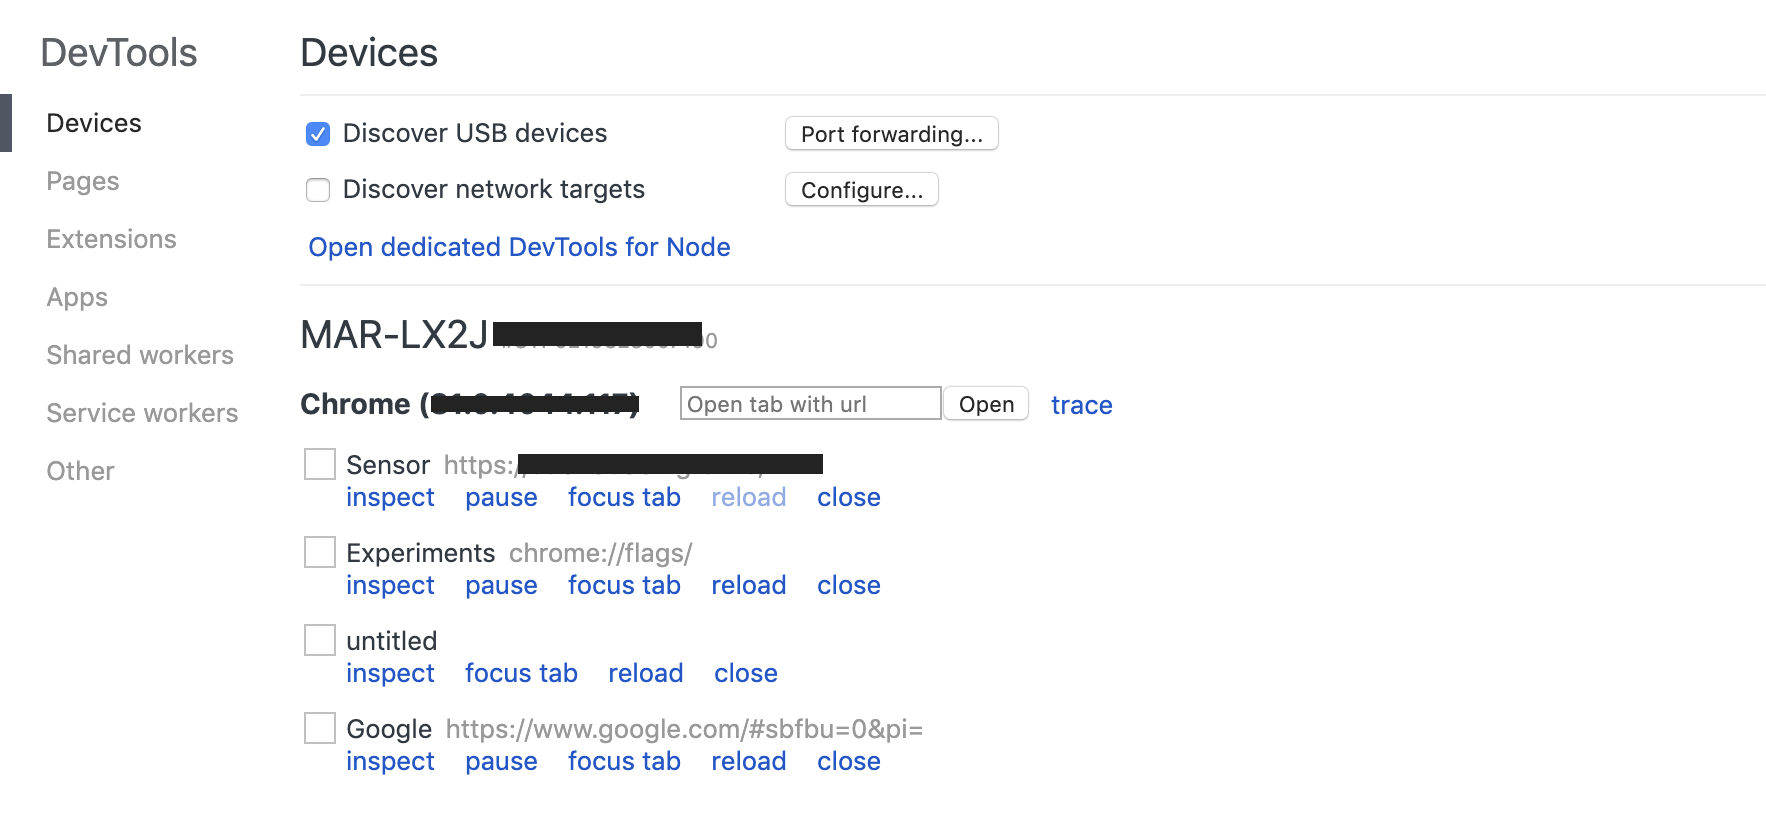 DevTools
Devices
Pages
Extensions
Apps
Shared workers
Service workers
Other
Devices
Discover USB devices Port forwarding...
Discover network targets Configure...
Open dedicated DevTools for Node
MAR-LX2J
Chrome ( Open tab with url Open trace
Sensor https:/
inspect pause focus tab reload close
Experiments chrome://flags/
inspect pause focus tab reload close
untitled
inspect focus tab reload close
Google https://www.google.com/#sbfbu=0&pi=
inspect pause focus tab reload close